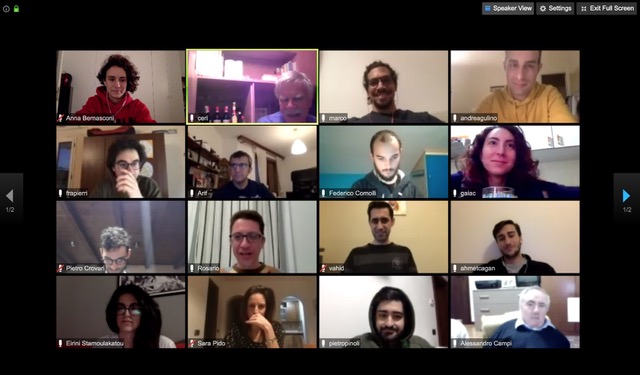 Speaker View
Settings
Exit Full Screen
Anna Bernasconi
ceri
marco
andreagulino
frapierri
Arif
Federico Comolli
gaiac
1/2
1/2
Pietro Crovari
Rosario
vahid
ahmetcagan
Eirini Stamoulakatou
Sara Pido
pietropinoli
Alessandro Campi